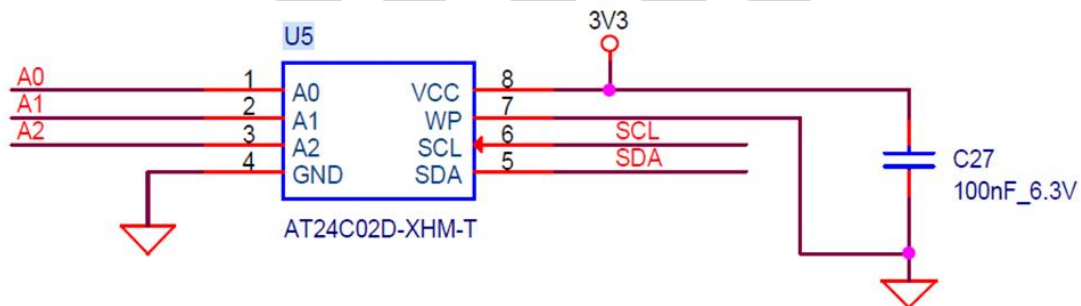 3V3
U5
A0
A1
A2
1
2
3
4
A0
A1
A2
GND
VCC
WP
SCL
SDA
8
7
6
5
SCL
SDA
C27
100nF_6.3V
AT24C02D-XHM-T